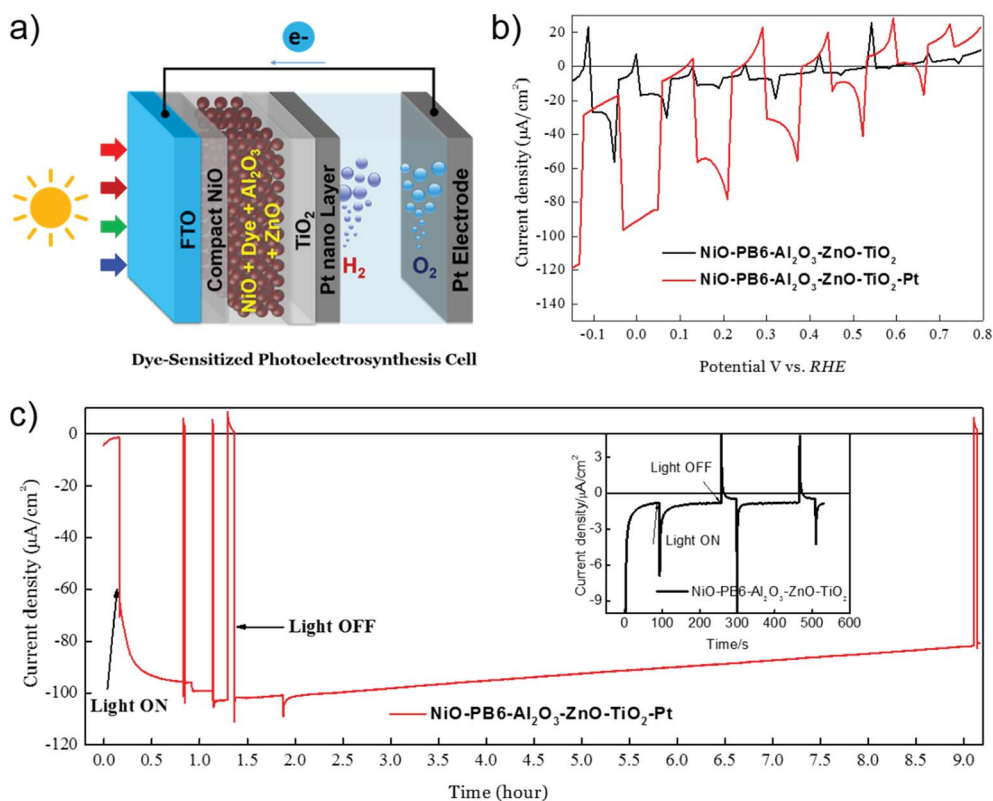 a)
e-
FTO
Compact NiO
NiO + Dye + Al₂O₃
+ ZnO
TiO₂
Pt nano Layer
H₂
O₂
Pt Electrode
Dye-Sensitized Photoelectrosynthesis Cell
b)
Current density (µA/cm²)
20
0
-20
-40
-60
-80
-100
-120
-140
NiO-PB6-Al₂O₃-ZnO-TiO₂
NiO-PB6-Al₂O₃-ZnO-TiO₂-Pt
-0.1 0.0 0.1 0.2 0.3 0.4 0.5 0.6 0.7 0.8
Potential V vs. RHE
c)
Current density (µA/cm²)
0
-20
-40
-60
-80
-100
-120
Light ON
Light OFF
NiO-PB6-Al₂O₃-ZnO-TiO₂-Pt
0.0 0.5 1.0 1.5 2.0 2.5 3.0 3.5 4.0 4.5 5.0 5.5 6.0 6.5 7.0 7.5 8.0 8.5 9.0
Time (hour)
Current density/µA/cm²
3
0
-3
-6
-9
Light OFF
Light ON
NiO-PB6-Al₂O₃-ZnO-TiO₂
0 100 200 300 400 500 600
Time/s